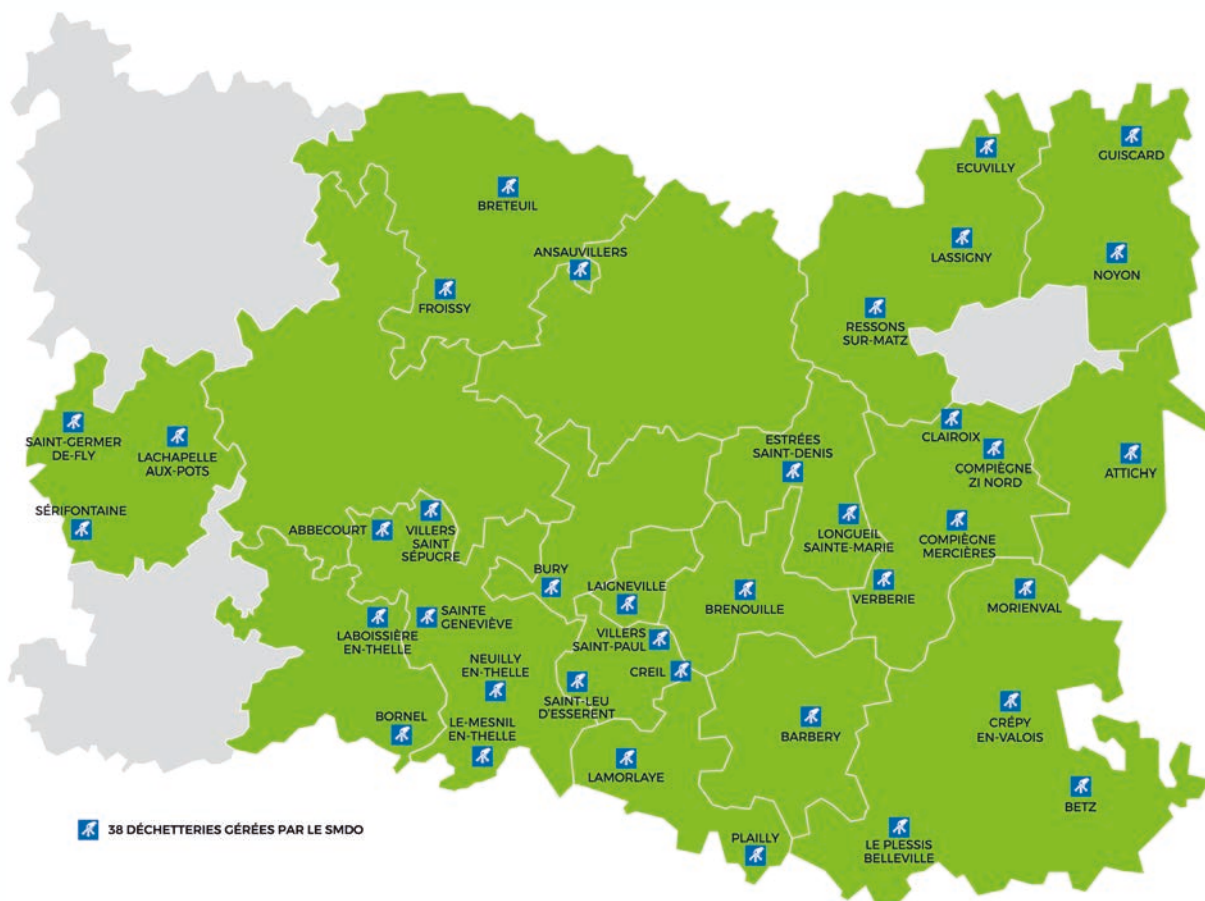 ECUVILLY
GUISCARD
BRETEUIL
LASSIGNY
ANSAUVILLERS
NOYON
FROISSY
RESSONS
SUR-MATZ
SAINT-GERMER
DE-FLY
LACHAPELLE
AUX-POTS
CLAIROIX
ESTRÉES
SAINT-DENIS
COMPIÈGNE
ZI NORD
ATTICHY
SÉRIFONTAINE
ABBECOURT
VILLERS
SAINT
SÉPUCRE
LONGUEIL
SAINTE-MARIE
COMPIÈGNE
MERCIÈRES
BURY
LAIGNEVILLE
BRENOUILLE
VERBERIE
MORIENVAL
LABOISSIÈRE
EN-THELLE
SAINTE
GENEVIÈVE
VILLERS
SAINT-PAUL
NEUILLY
EN-THELLE
CREIL
SAINT-LEU
D'ESSERENT
BORNEL
LE-MESNIL
EN-THELLE
BARBERY
CRÉPY
EN-VALOIS
LAMORLAYE
BETZ
PLAILLY
LE PLESSIS
BELLEVILLE
38 DÉCHETTERIES GÉRÉES PAR LE SMDO